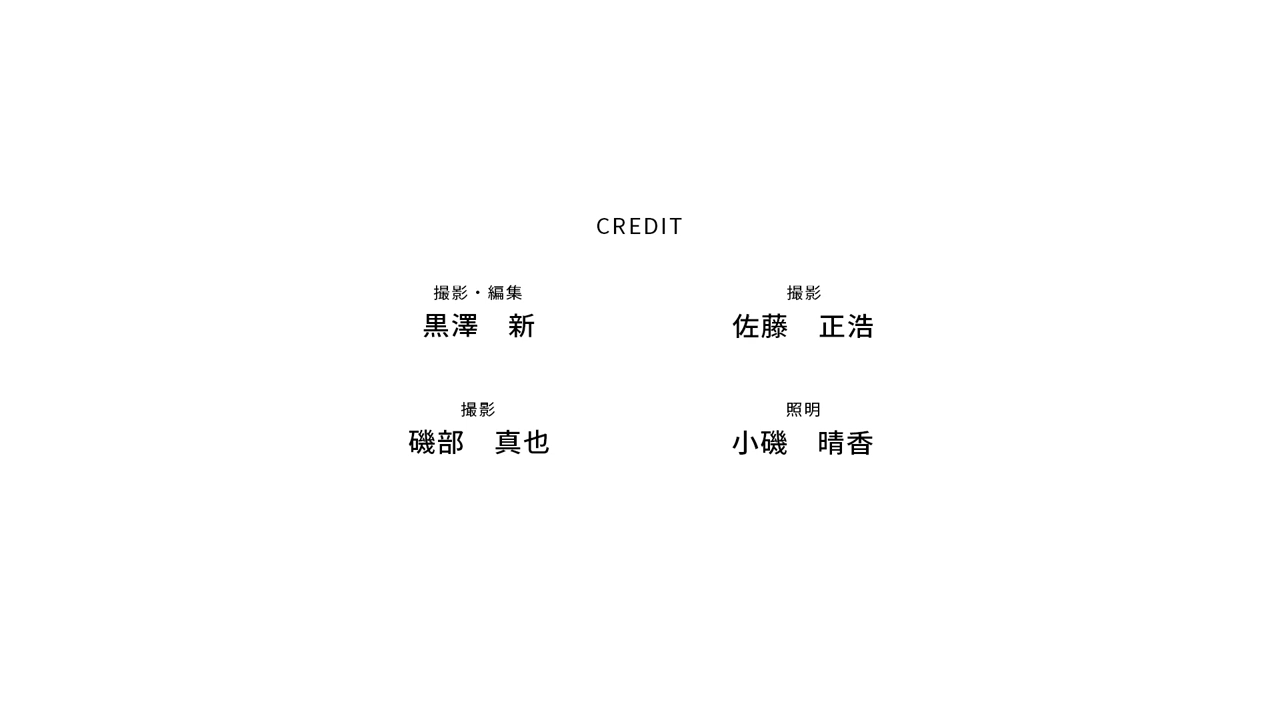 CREDIT
撮影・編集
黒澤　新
撮影
佐藤　正浩
撮影
磯部　真也
照明
小磯　晴香